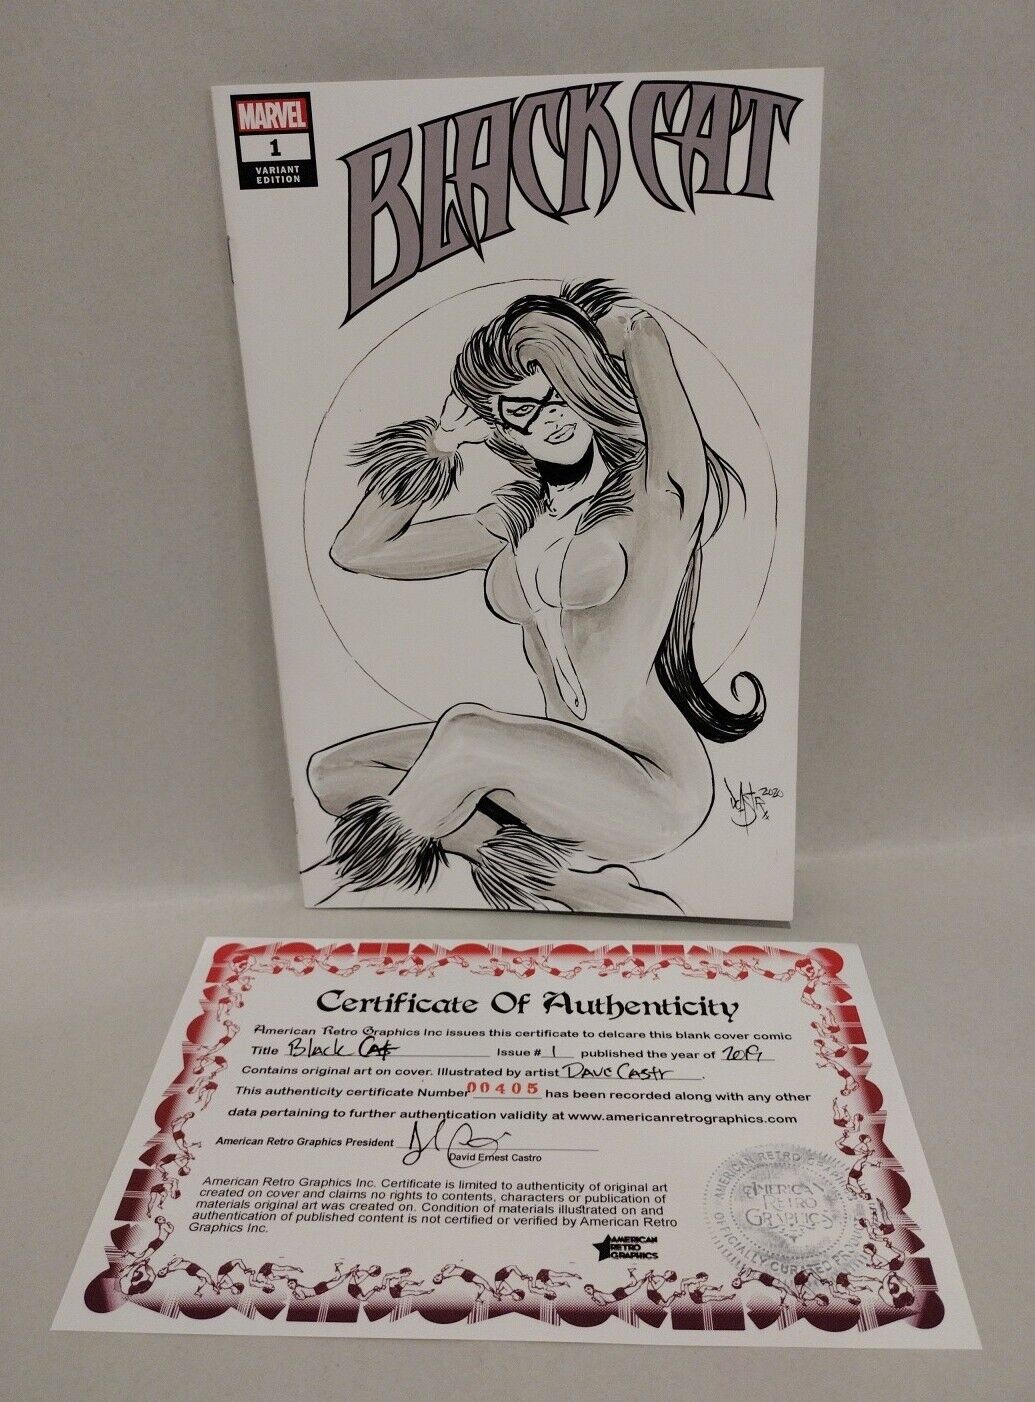 MARVEL
1
VARIANT
EDITION
BLACK CAT
2020
Certificate Of Authenticity
American Retro Graphics Inc issues this certificate to delcare this blank cover comic
Title Black Cat Issue # 1 published the year of 2019
Contains original art on cover. Illustrated by artist Dave Castr
This authenticity certificate Number 00405 has been recorded along with any other
data pertaining to further authentication validity at www.americanretrographics.com
American Retro Graphics President
David Ernest Castro
American Retro Graphics Inc. Certificate is limited to authenticity of original art
created on cover and claims no rights to contents, characters or publication of
materials original art was created on. Condition of materials illustrated on and
authentication of published content is not certified or verified by American Retro
Graphics Inc.
AMERICAN
RETRO
GRAPHICS
AMERICAN
RETRO
GRAPHICS